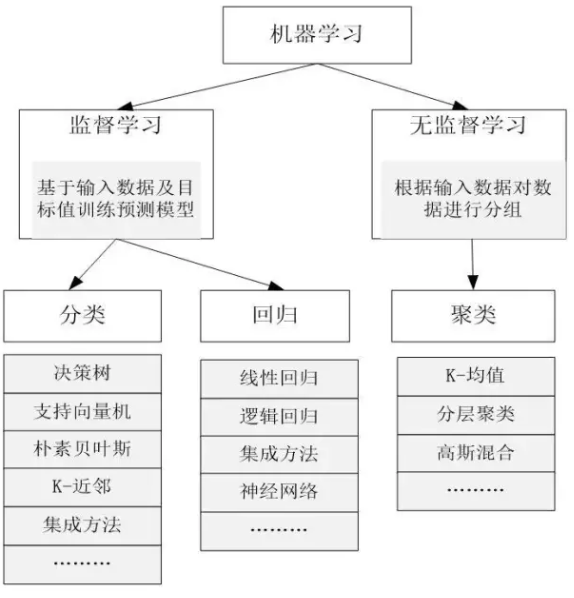 机器学习
监督学习
基于输入数据及目
标值训练预测模型
无监督学习
根据输入数据对数
据进行分组
分类
决策树
支持向量机
朴素贝叶斯
K-近邻
集成方法
………
回归
线性回归
逻辑回归
集成方法
神经网络
………
聚类
K-均值
分层聚类
高斯混合
………